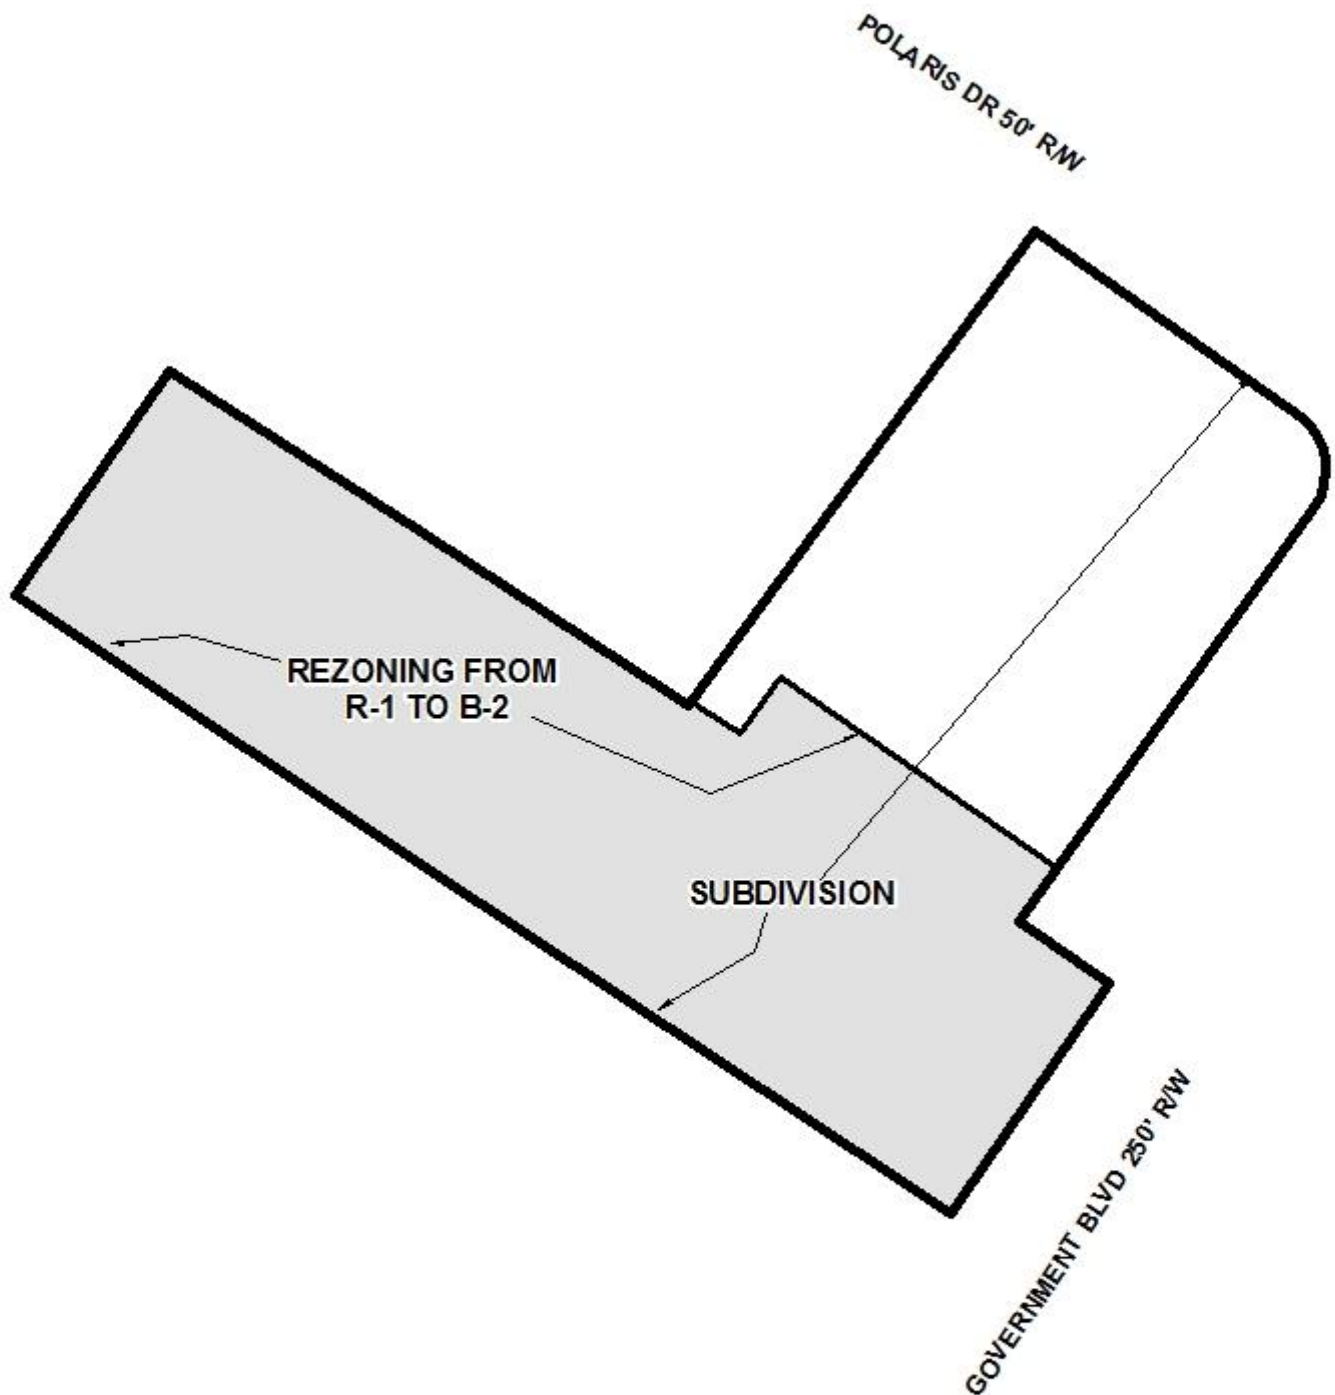 POLARIS DR 50' R/W
REZONING FROM
R-1 TO B-2
SUBDIVISION
GOVERNMENT BLVD 250' R/W